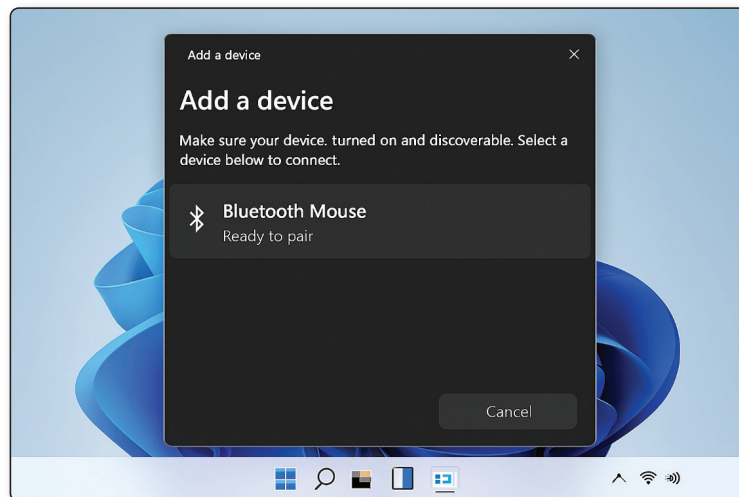 Add a device
Add a device
Make sure your device. turned on and discoverable. Select a
device below to connect.
Bluetooth Mouse
Ready to pair
Cancel